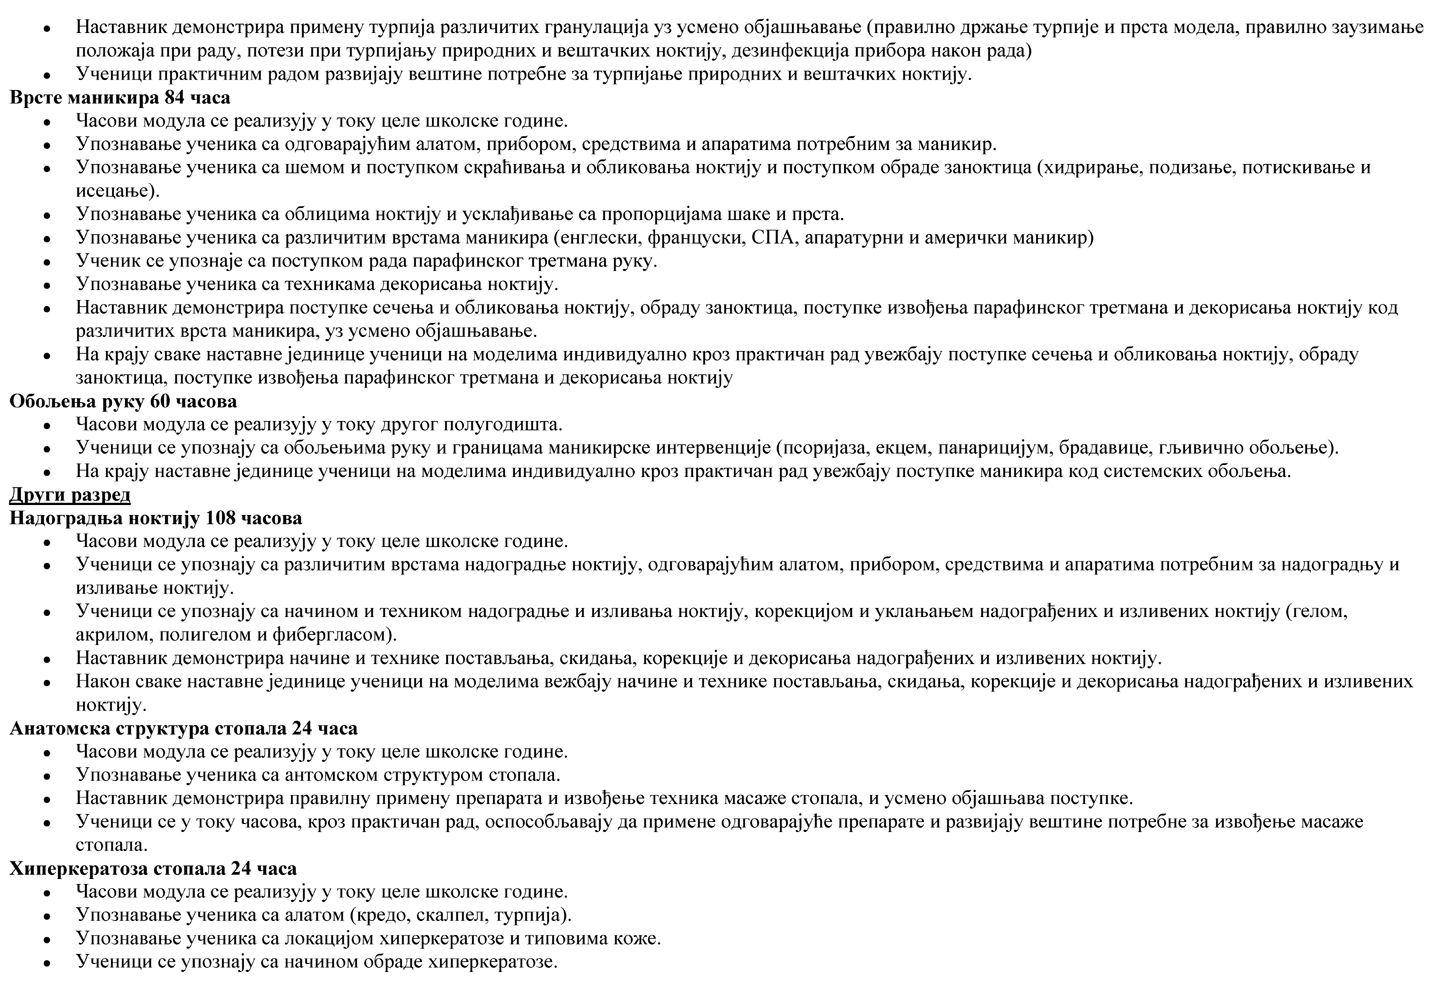 • Наставник демонстрира примену турпија различитих гранулација уз усмено објашњавање (правилно држање турпије и прста модела, правилно заузимање
положаја при раду, потези при турпијању природних и вештачких ноктију, дезинфекција прибора након рада)
• Ученици практичним радом развијају вештине потребне за турпијање природних и вештачких ноктију.
Врсте маникира 84 часа
• Часови модула се реализују у току целе школске године.
• Упознавање ученика са одговарајућим алатом, прибором, средствима и апаратима потребним за маникир.
• Упознавање ученика са шемом и поступком скраћивања и обликовања ноктију и поступком обраде заноктица (хидрирање, подизање, потискивање и
исецање).
• Упознавање ученика са облицима ноктију и усклађивање са пропорцијама шаке и прста.
• Упознавање ученика са различитим врстама маникира (енглески, француски, СПА, апаратурни и амерички маникир)
• Ученик се упознаје са поступком рада парафинског третмана руку.
• Упознавање ученика са техникама декорисања ноктију.
• Наставник демонстрира поступке сечења и обликовања ноктију, обраду заноктица, поступке извођења парафинског третмана и декорисања ноктију код
различитих врста маникира, уз усмено објашњавање.
• На крају сваке наставне јединице ученици на моделима индивидуално кроз практичан рад увежбају поступке сечења и обликовања ноктију, обраду
заноктица, поступке извођења парафинског третмана и декорисања ноктију
Обољења руку 60 часова
• Часови модула се реализују у току другог полугодишта.
• Ученици се упознају са обољењима руку и границама маникирске интервенције (псоријаза, екцем, панарицијум, брадавице, гљивично обољење).
• На крају наставне јединице ученици на моделима индивидуално кроз практичан рад увежбају поступке маникира код системских обољења.
Други разред
Надоградња ноктију 108 часова
• Часови модула се реализују у току целе школске године.
• Ученици се упознају са различитим врстама надоградње ноктију, одговарајућим алатом, прибором, средствима и апаратима потребним за надоградњу и
изливање ноктију.
• Ученици се упознају са начином и техником надоградње и изливања ноктију, корекцијом и уклањањем надограђених и изливених ноктију (гелом,
акрилом, полигелом и фибергласом).
• Наставник демонстрира начине и технике постављања, скидања, корекције и декорисања надограђених и изливених ноктију.
• Након сваке наставне јединице ученици на моделима вежбају начине и технике постављања, скидања, корекције и декорисања надограђених и изливених
ноктију.
Анатомска структура стопала 24 часа
• Часови модула се реализују у току целе школске године.
• Упознавање ученика са антомском структуром стопала.
• Наставник демонстрира правилну примену препарата и извођење техника масаже стопала, и усмено објашњава поступке.
• Ученици се у току часова, кроз практичан рад, оспособљавају да примене одговарајуће препарате и развијају вештине потребне за извођење масаже
стопала.
Хиперкератоза стопала 24 часа
• Часови модула се реализују у току целе школске године.
• Упознавање ученика са алатом (кредо, скалпел, турпија).
• Упознавање ученика са локацијом хиперкератозе и типовима коже.
• Ученици се упознају са начином обраде хиперкератозе.